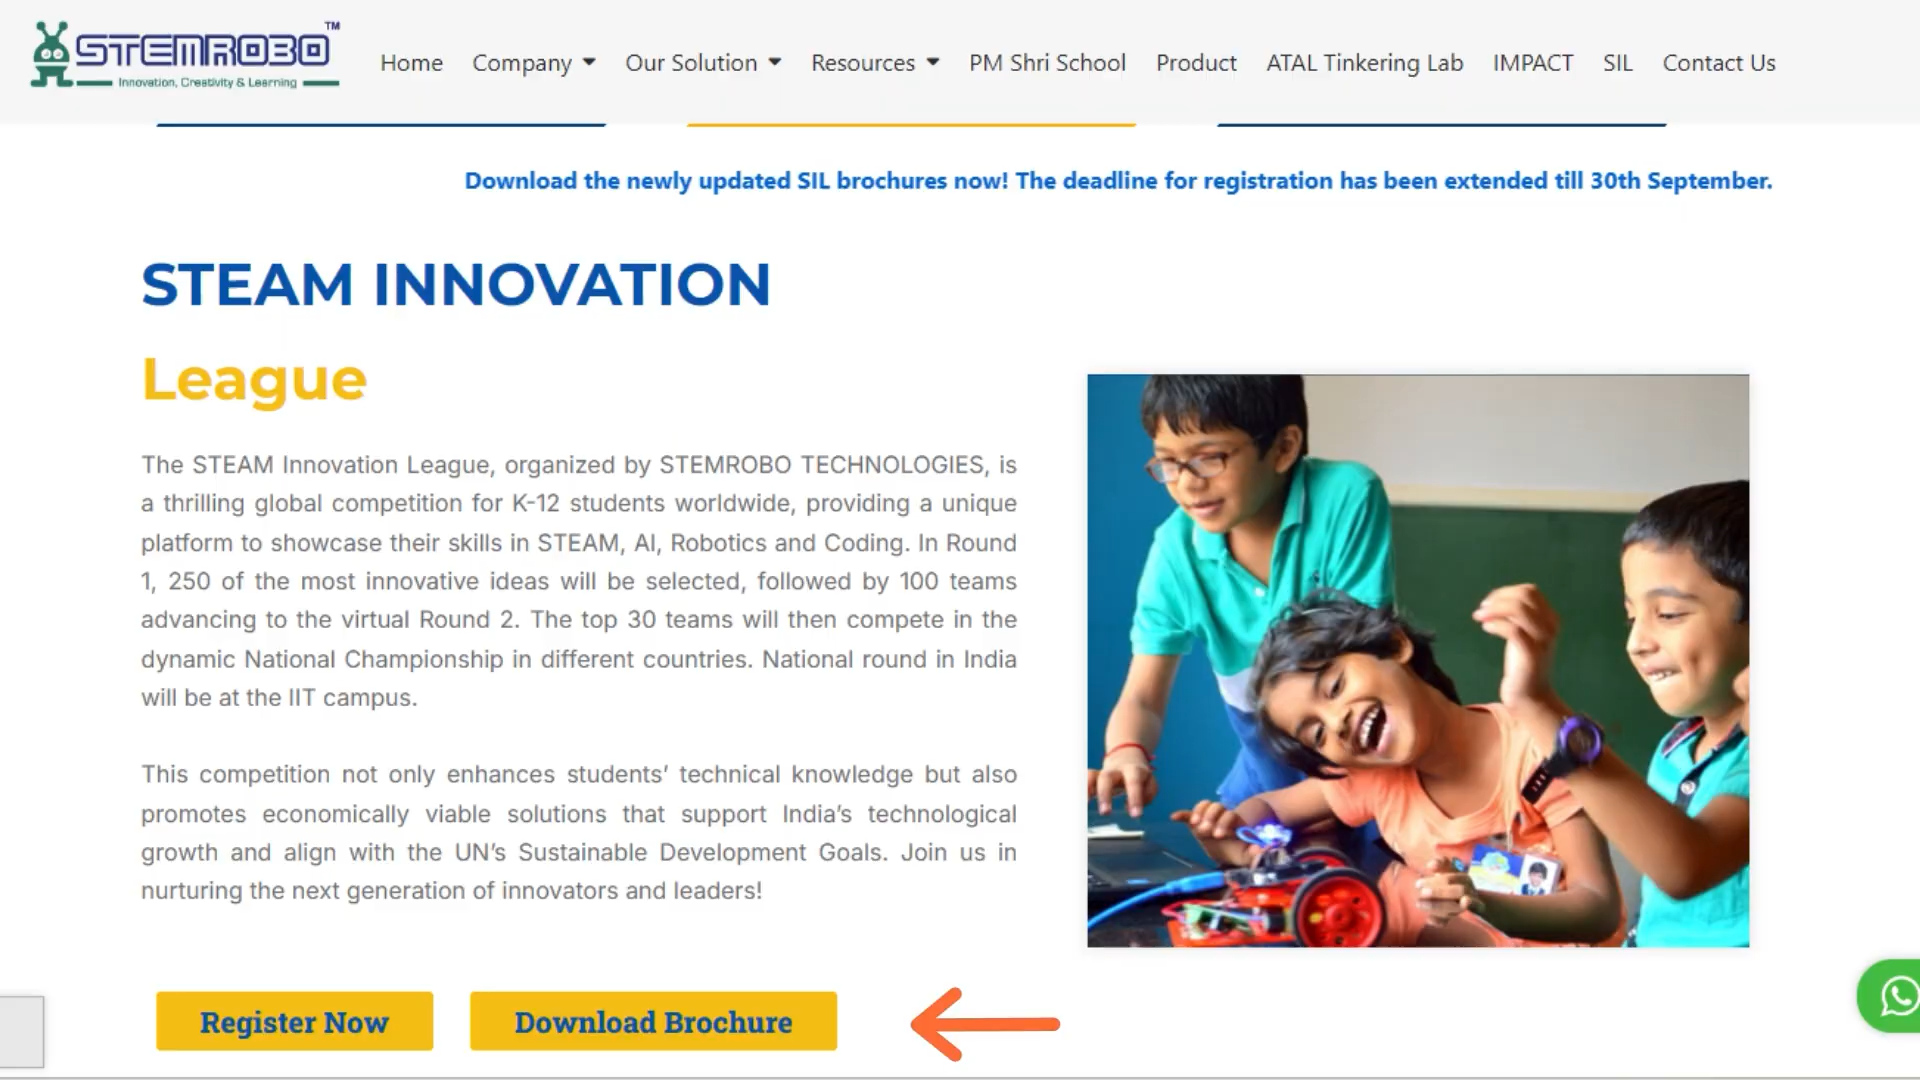 STEMROBO TM
Innovation, Creativity & Learning
Home Company Our Solution Resources PM Shri School Product ATAL Tinkering Lab IMPACT SIL Contact Us
Download the newly updated SIL brochures now! The deadline for registration has been extended till 30th September.
STEAM INNOVATION
League
The STEAM Innovation League, organized by STEMROBO TECHNOLOGIES, is
a thrilling global competition for K-12 students worldwide, providing a unique
platform to showcase their skills in STEAM, AI, Robotics and Coding. In Round
1, 250 of the most innovative ideas will be selected, followed by 100 teams
advancing to the virtual Round 2. The top 30 teams will then compete in the
dynamic National Championship in different countries. National round in India
will be at the IIT campus.
This competition not only enhances students’ technical knowledge but also
promotes economically viable solutions that support India’s technological
growth and align with the UN’s Sustainable Development Goals. Join us in
nurturing the next generation of innovators and leaders!
Register Now Download Brochure